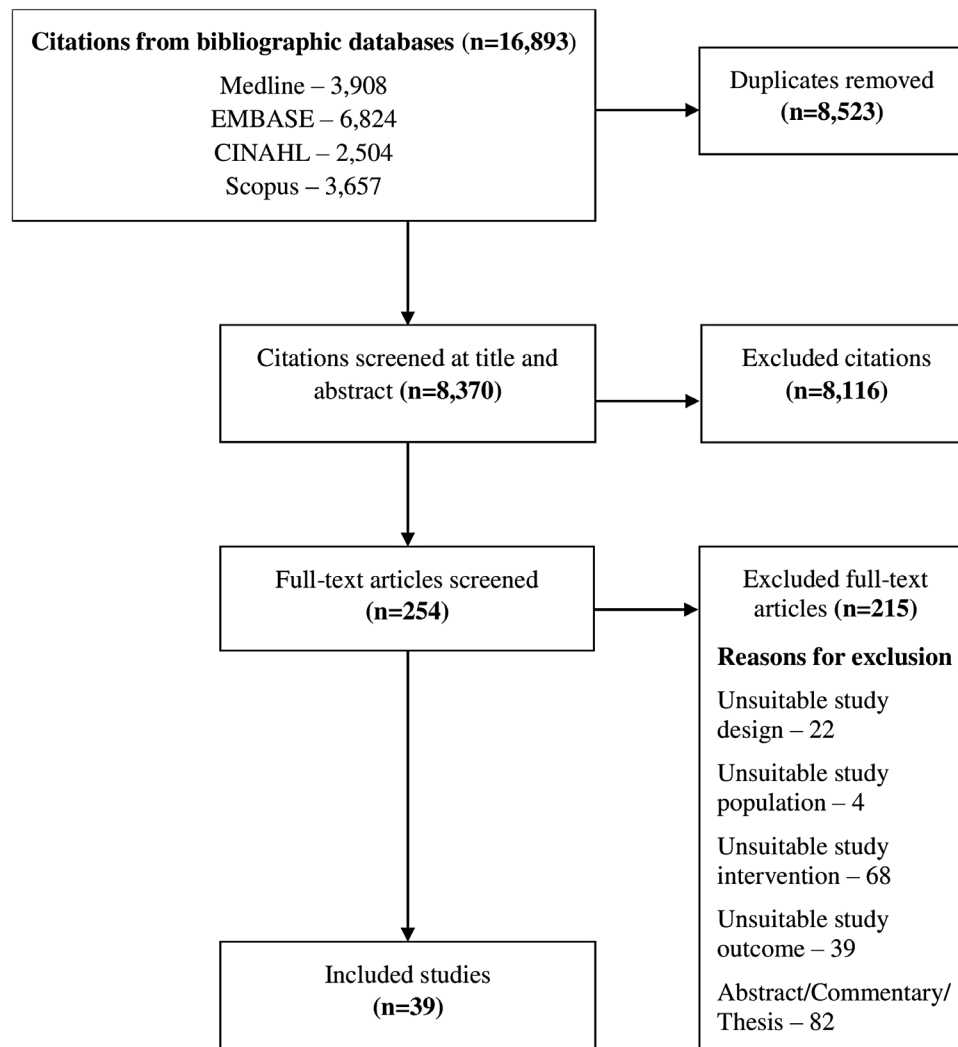 Citations from bibliographic databases (n=16,893)
Medline – 3,908
EMBASE – 6,824
CINAHL – 2,504
Scopus – 3,657
Duplicates removed
(n=8,523)
Citations screened at title and
abstract (n=8,370)
Excluded citations
(n=8,116)
Full-text articles screened
(n=254)
Excluded full-text
articles (n=215)
Reasons for exclusion
Unsuitable study
design – 22
Unsuitable study
population – 4
Unsuitable study
intervention – 68
Unsuitable study
outcome – 39
Abstract/Commentary/
Thesis – 82
Included studies
(n=39)